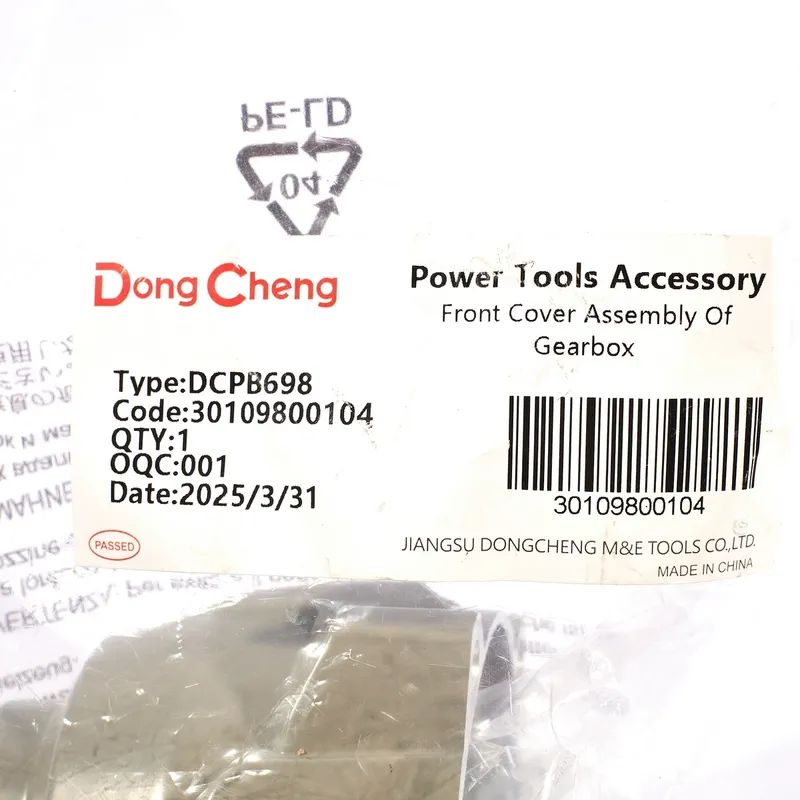 PE-LD
04
Dong Cheng
Power Tools Accessory
Front Cover Assembly Of
Gearbox
Type:DCPB698
Code:30109800104
QTY:1
OQC:001
Date:2025/3/31
30109800104
PASSED
JIANGSU DONGCHENG M&E TOOLS CO.,LTD.
MADE IN CHINA